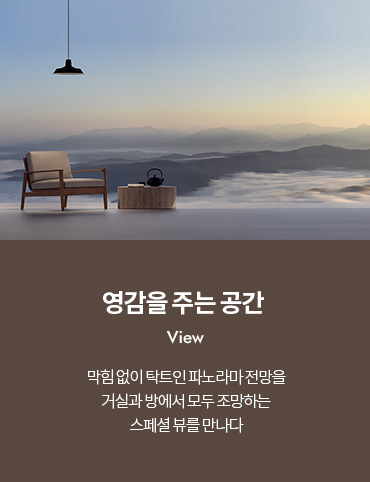 영감을 주는 공간
View
막힘 없이 탁트인 파노라마 전망을
거실과 방에서 모두 조망하는
스페셜 뷰를 만나다